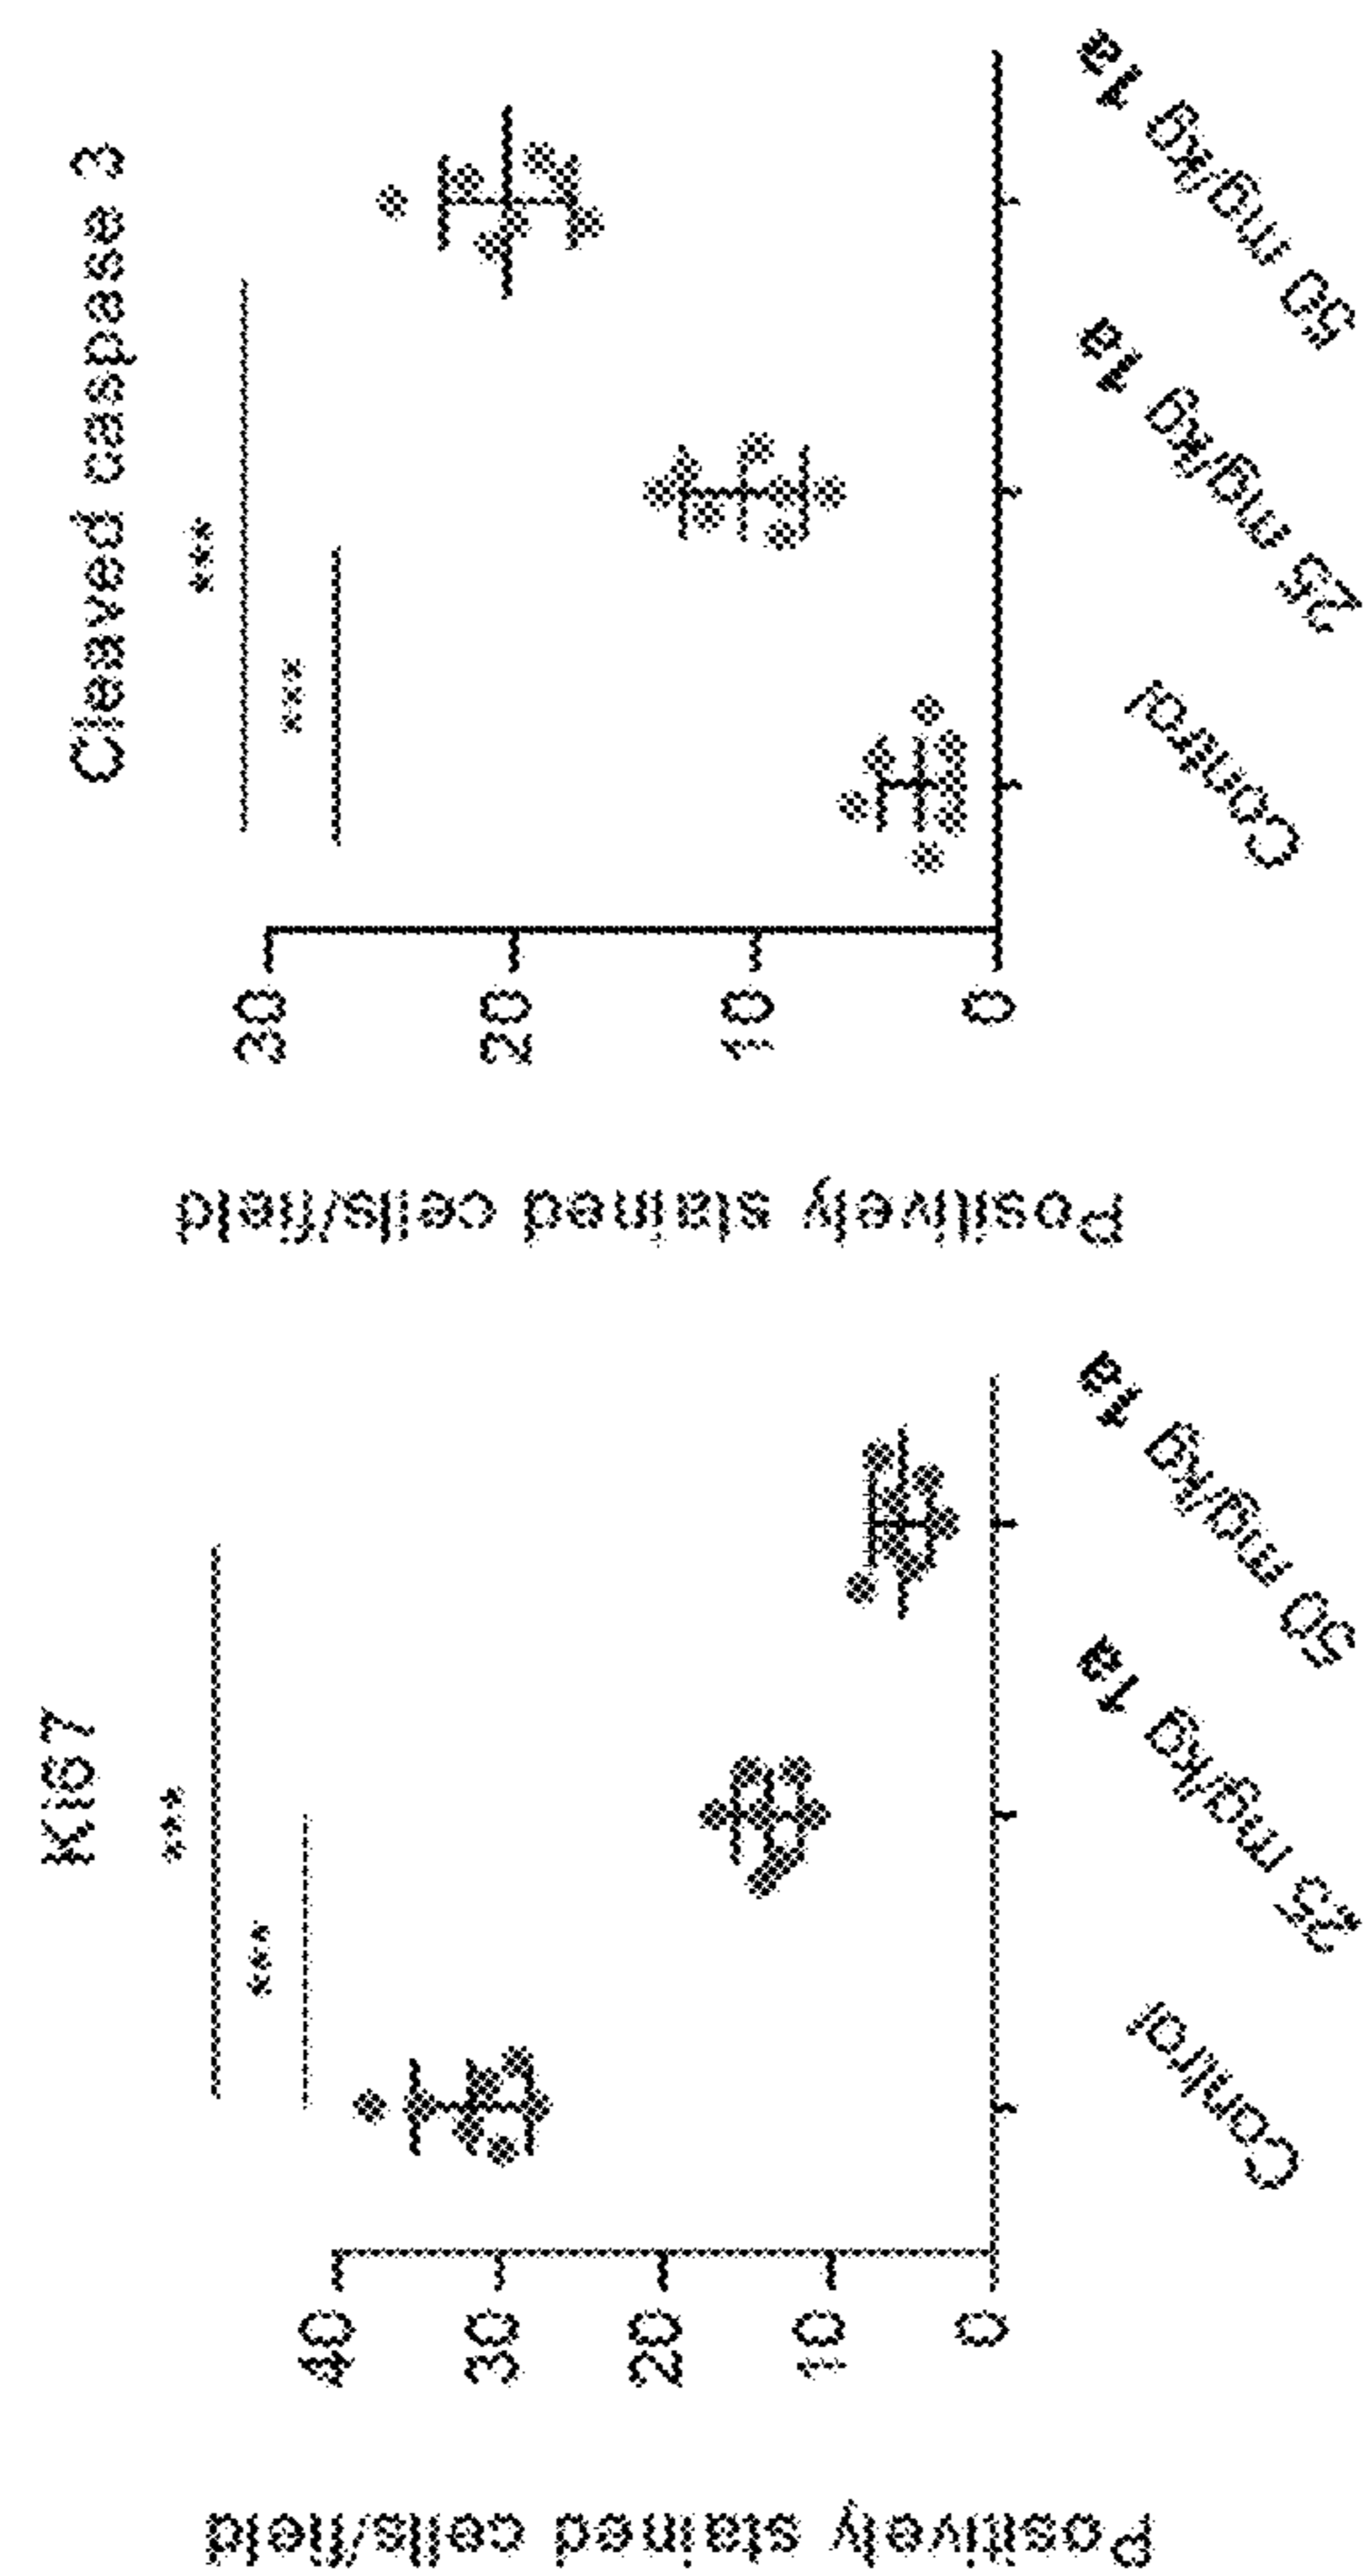 Ki67
***
***
Positively stained cells/field
40
30
20
10
0
Control
25 mg/kg 1a
50 mg/kg 1a
Cleaved caspase 3
***
***
Positively stained cells/field
30
20
10
0
Control
25 mg/kg 1a
50 mg/kg 1a